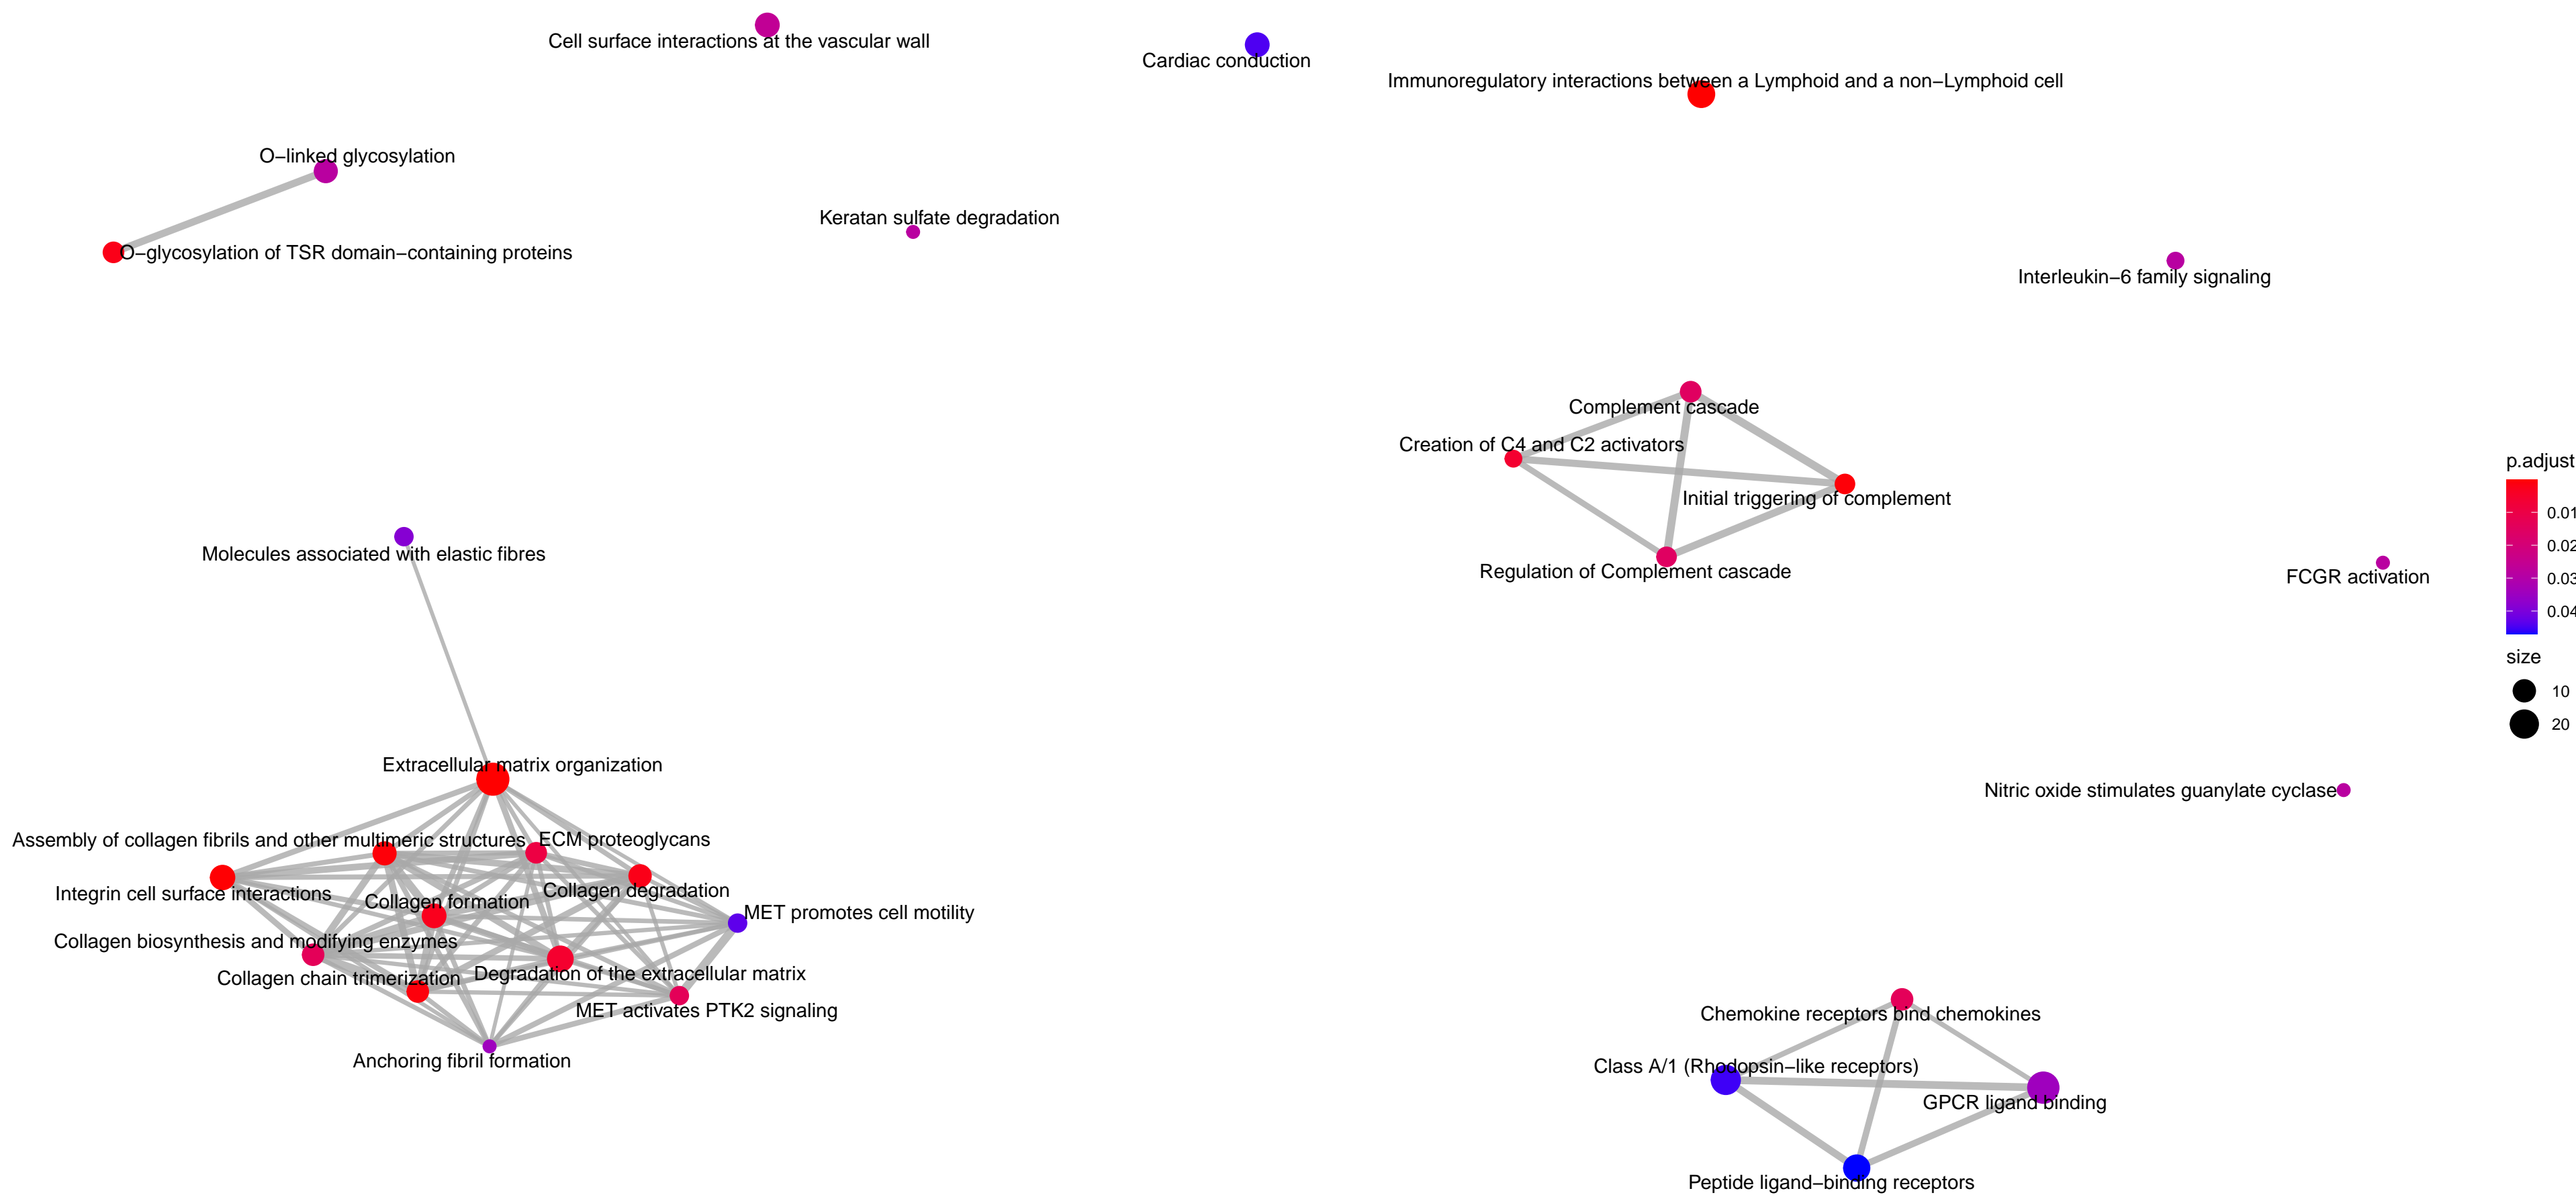 Cell surface interactions at the vascular wall
Cardiac conduction
Immunoregulatory interactions between a Lymphoid and a non−Lymphoid cell
O−linked glycosylation
Keratan sulfate degradation
O−glycosylation of TSR domain−containing proteins
Interleukin−6 family signaling
Complement cascade
Creation of C4 and C2 activators
Initial triggering of complement
Regulation of Complement cascade
Molecules associated with elastic fibres
FCGR activation
p.adjust
0.01
0.02
0.03
0.04
size
10
20
Extracellular matrix organization
Nitric oxide stimulates guanylate cyclase
Assembly of collagen fibrils and other multimeric structures
ECM proteoglycans
Integrin cell surface interactions
Collagen degradation
Collagen formation
MET promotes cell motility
Collagen biosynthesis and modifying enzymes
Collagen chain trimerization
Degradation of the extracellular matrix
MET activates PTK2 signaling
Anchoring fibril formation
Chemokine receptors bind chemokines
Class A/1 (Rhodopsin−like receptors)
GPCR ligand binding
Peptide ligand−binding receptors